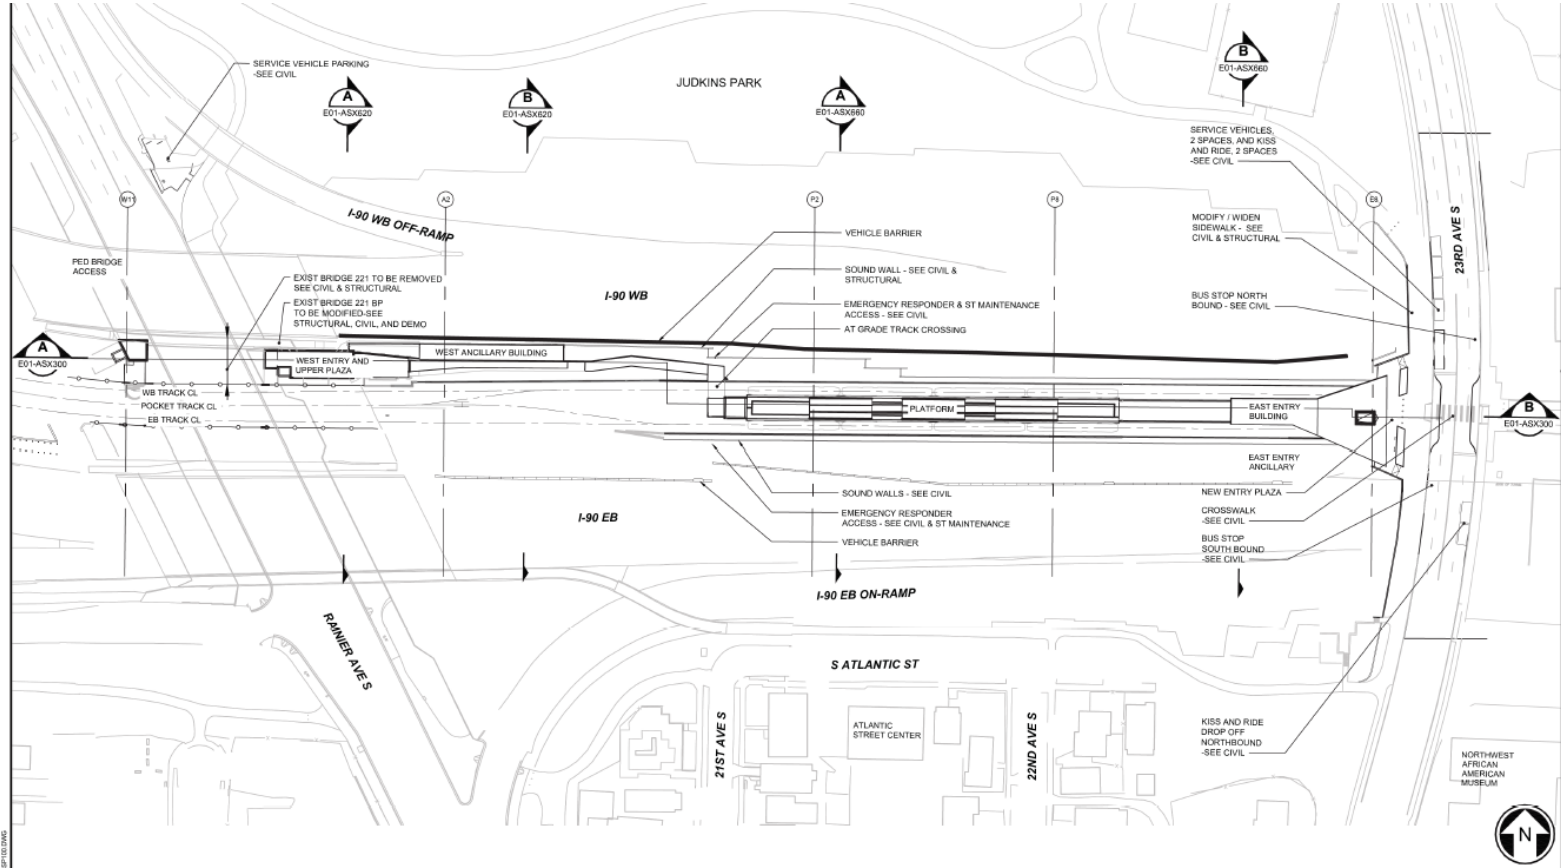 SERVICE VEHICLE PARKING
-SEE CIVIL
A
E01-ASX620
B
E01-ASX620
JUDKINS PARK
A
E01-ASX660
B
E01-ASX660
SERVICE VEHICLES,
2 SPACES, AND KISS
AND RIDE, 2 SPACES
-SEE CIVIL
W11
A2
P2
P8
E8
I-90 WB OFF-RAMP
MODIFY / WIDEN
SIDEWALK - SEE
CIVIL & STRUCTURAL
23RD AVE S
VEHICLE BARRIER
PED BRIDGE
ACCESS
EXIST BRIDGE 221 TO BE REMOVED
SEE CIVIL & STRUCTURAL
SOUND WALL - SEE CIVIL &
STRUCTURAL
I-90 WB
BUS STOP NORTH
BOUND - SEE CIVIL
EXIST BRIDGE 221 BP
TO BE MODIFIED-SEE
STRUCTURAL, CIVIL, AND DEMO
EMERGENCY RESPONDER & ST MAINTENANCE
ACCESS - SEE CIVIL
AT GRADE TRACK CROSSING
A
E01-ASX300
WEST ENTRY AND
UPPER PLAZA
WEST ANCILLARY BUILDING
WB TRACK CL
POCKET TRACK CL
EB TRACK CL
PLATFORM
EAST ENTRY
BUILDING
B
E01-ASX300
EAST ENTRY
ANCILLARY
SOUND WALLS - SEE CIVIL
NEW ENTRY PLAZA
I-90 EB
EMERGENCY RESPONDER
ACCESS - SEE CIVIL & ST MAINTENANCE
CROSSWALK
-SEE CIVIL
VEHICLE BARRIER
BUS STOP
SOUTH BOUND
-SEE CIVIL
I-90 EB ON-RAMP
RAINIER AVE S
S ATLANTIC ST
21ST AVE S
ATLANTIC
STREET CENTER
22ND AVE S
KISS AND RIDE
DROP OFF
NORTHBOUND
-SEE CIVIL
NORTHWEST
AFRICAN
AMERICAN
MUSEUM
N